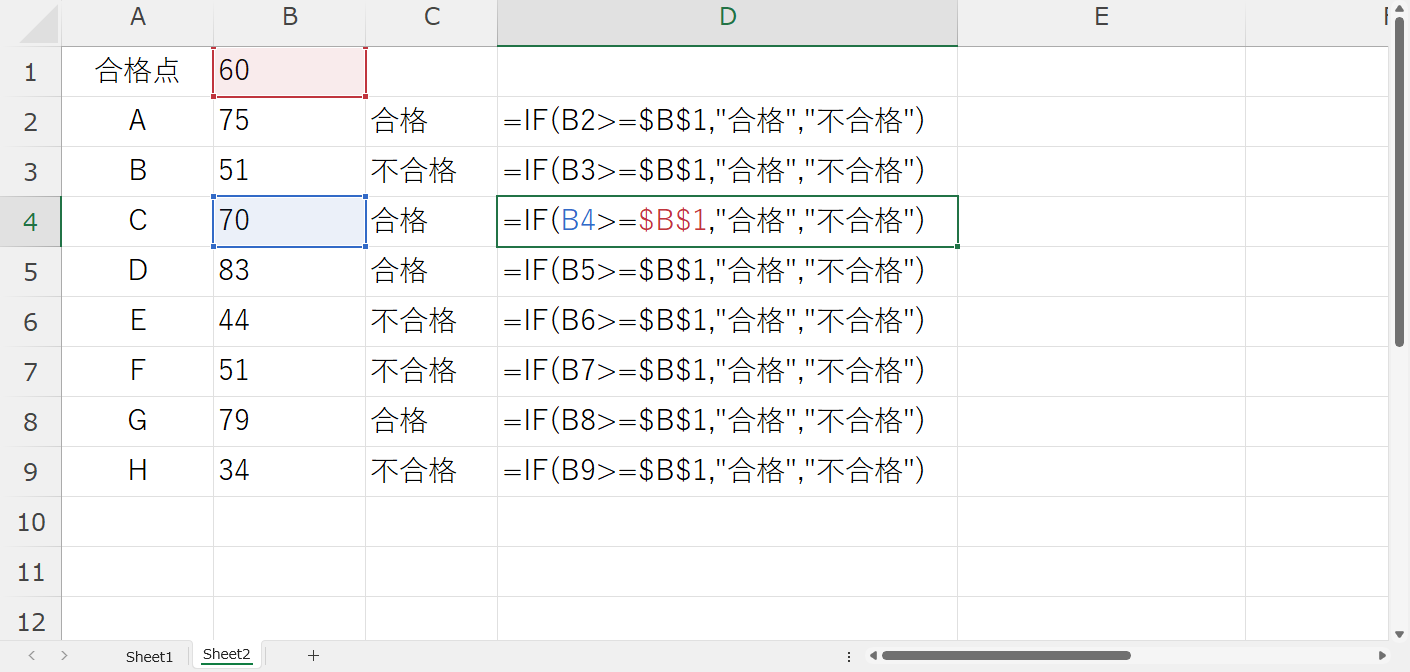 A B C D E
1 合格点 60
2 A 75 合格 =IF(B2>=$B$1,"合格","不合格")
3 B 51 不合格 =IF(B3>=$B$1,"合格","不合格")
4 C 70 合格 =IF(B4>=$B$1,"合格","不合格")
5 D 83 合格 =IF(B5>=$B$1,"合格","不合格")
6 E 44 不合格 =IF(B6>=$B$1,"合格","不合格")
7 F 51 不合格 =IF(B7>=$B$1,"合格","不合格")
8 G 79 合格 =IF(B8>=$B$1,"合格","不合格")
9 H 34 不合格 =IF(B9>=$B$1,"合格","不合格")
10
11
12
Sheet1 Sheet2 +